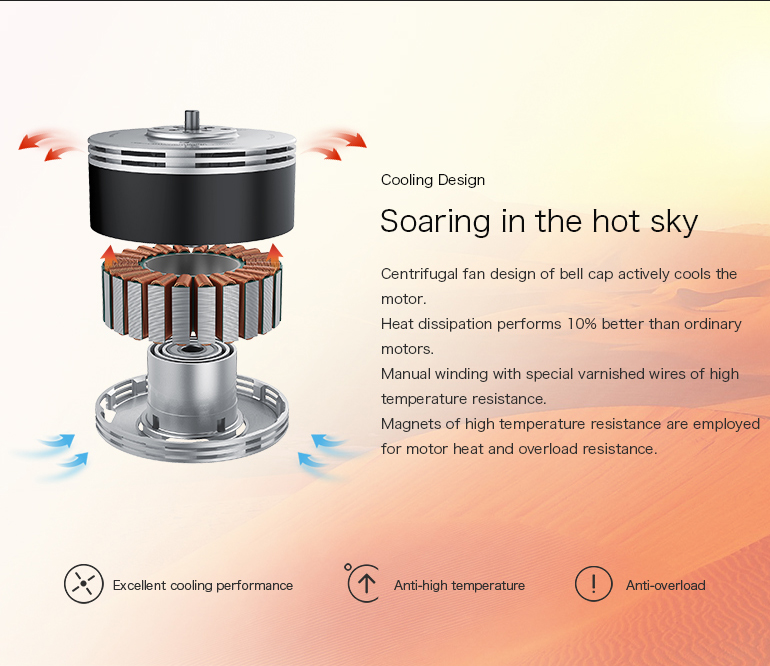 Cooling Design
Soaring in the hot sky
Centrifugal fan design of bell cap actively cools the
motor.
Heat dissipation performs 10% better than ordinary
motors.
Manual winding with special varnished wires of high
temperature resistance.
Magnets of high temperature resistance are employed
for motor heat and overload resistance.
Excellent cooling performance
Anti-high temperature
Anti-overload